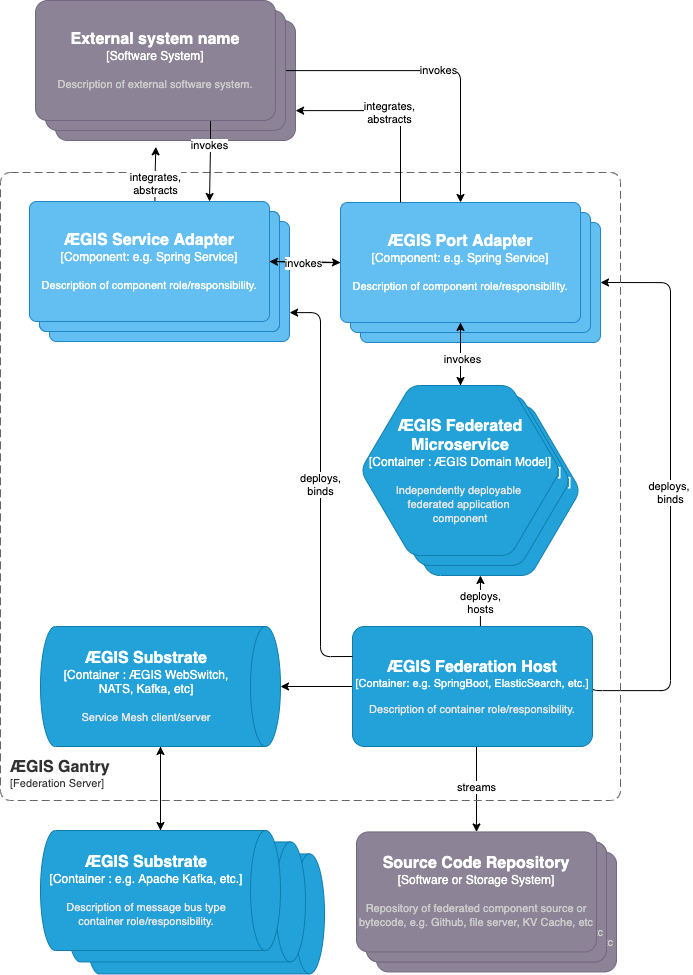 External system name
[Software System]
Description of external software system.
invokes
integrates,
abstracts
invokes
integrates,
abstracts
ÆGIS Service Adapter
[Component: e.g. Spring Service]
Description of component role/responsibility.
invokes
ÆGIS Port Adapter
[Component: e.g. Spring Service]
Description of component role/responsibility.
invokes
ÆGIS Federated
Microservice
[Container : ÆGIS Domain Model]
]
]
Independently deployable
federated application
component
deploys,
binds
deploys,
binds
deploys,
hosts
ÆGIS Substrate
[Container : ÆGIS WebSwitch,
NATS, Kafka, etc]
Service Mesh client/server
ÆGIS Federation Host
[Container: e.g. SpringBoot, ElasticSearch, etc.]
Description of container role/responsibility.
ÆGIS Gantry
[Federation Server]
streams
ÆGIS Substrate
[Container : e.g. Apache Kafka, etc.]
Description of message bus type
container role/responsibility.
Source Code Repository
[Software or Storage System]
Repository of federated component source or
bytecode, e.g. Github, file server, KV Cache, etc
c
c